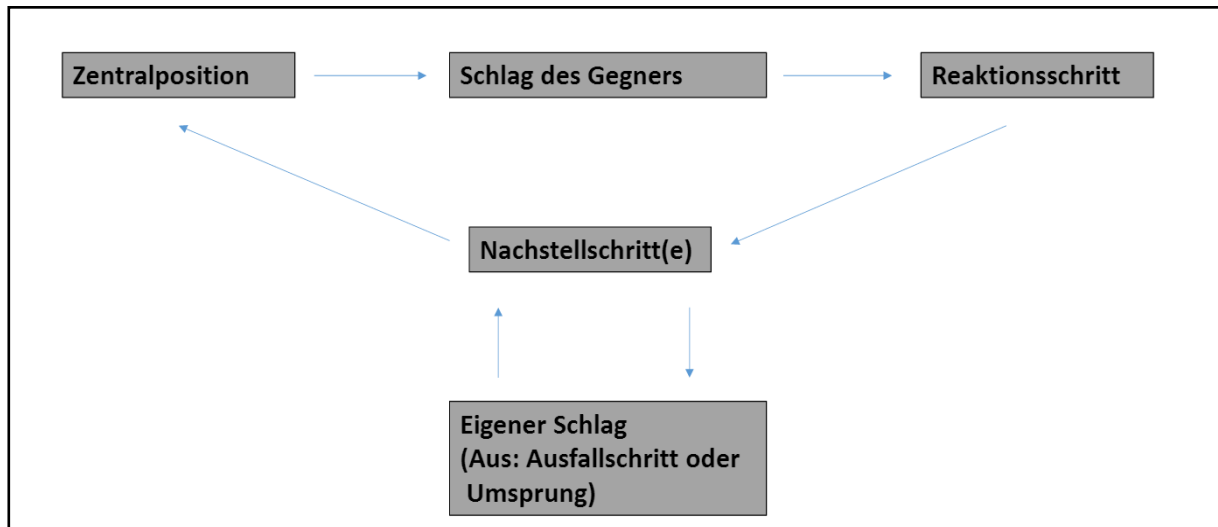 Zentralposition
Schlag des Gegners
Reaktionsschritt
Nachstellschritt(e)
Eigener Schlag
(Aus: Ausfallschritt oder
Umsprung)